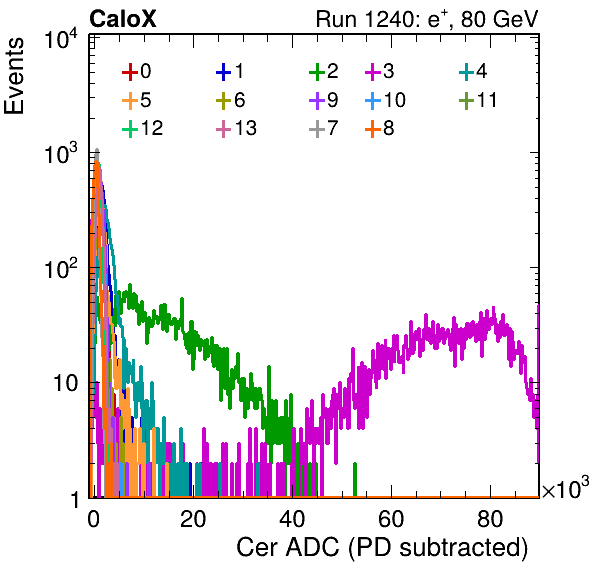 CaloX Run 1240: e⁺, 80 GeV
Events
10⁴
0 1 2 3 4
5 6 9 10 11
12 13 7 8
10³
10²
10
1
0 20 40 60 80 ×10³
Cer ADC (PD subtracted)